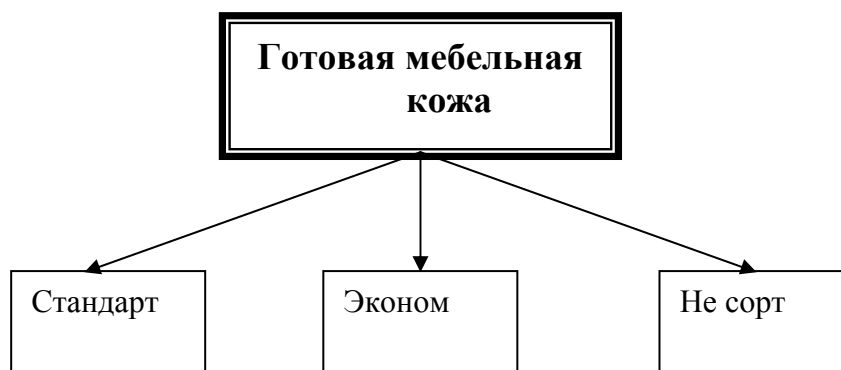 Готовая мебельная
кожа
Стандарт
Эконом
Не сорт